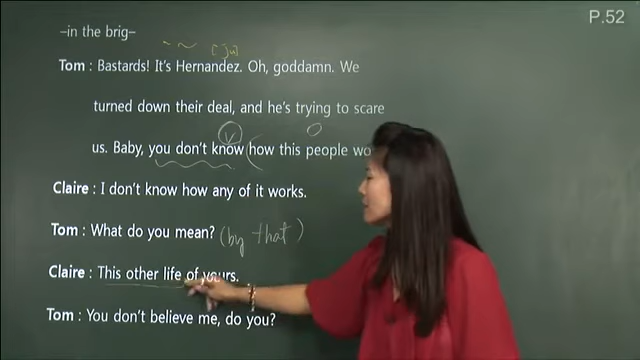 P.52
–in the brig–
Tom : Bastards! It's Hernandez. Oh, goddamn. We
turned down their deal, and he's trying to scare
us. Baby, you don't know how this people wo
Claire : I don't know how any of it works.
Tom : What do you mean? (by that)
Claire : This other life of yours.
Tom : You don't believe me, do you?